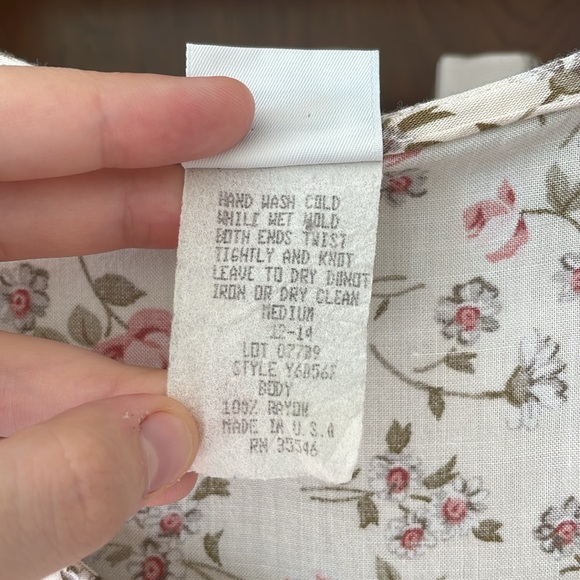 HAND WASH COLD
WHILE WET HOLD
BOTH ENDS TWIST
TIGHTLY AND KNOT
LEAVE TO DRY DONOT
IRON OR DRY CLEAN
MEDIUM
12-14
LOT 07739
STYLE Y6856F
BODY
100% RAYON
MADE IN U.S.A
RN 35546